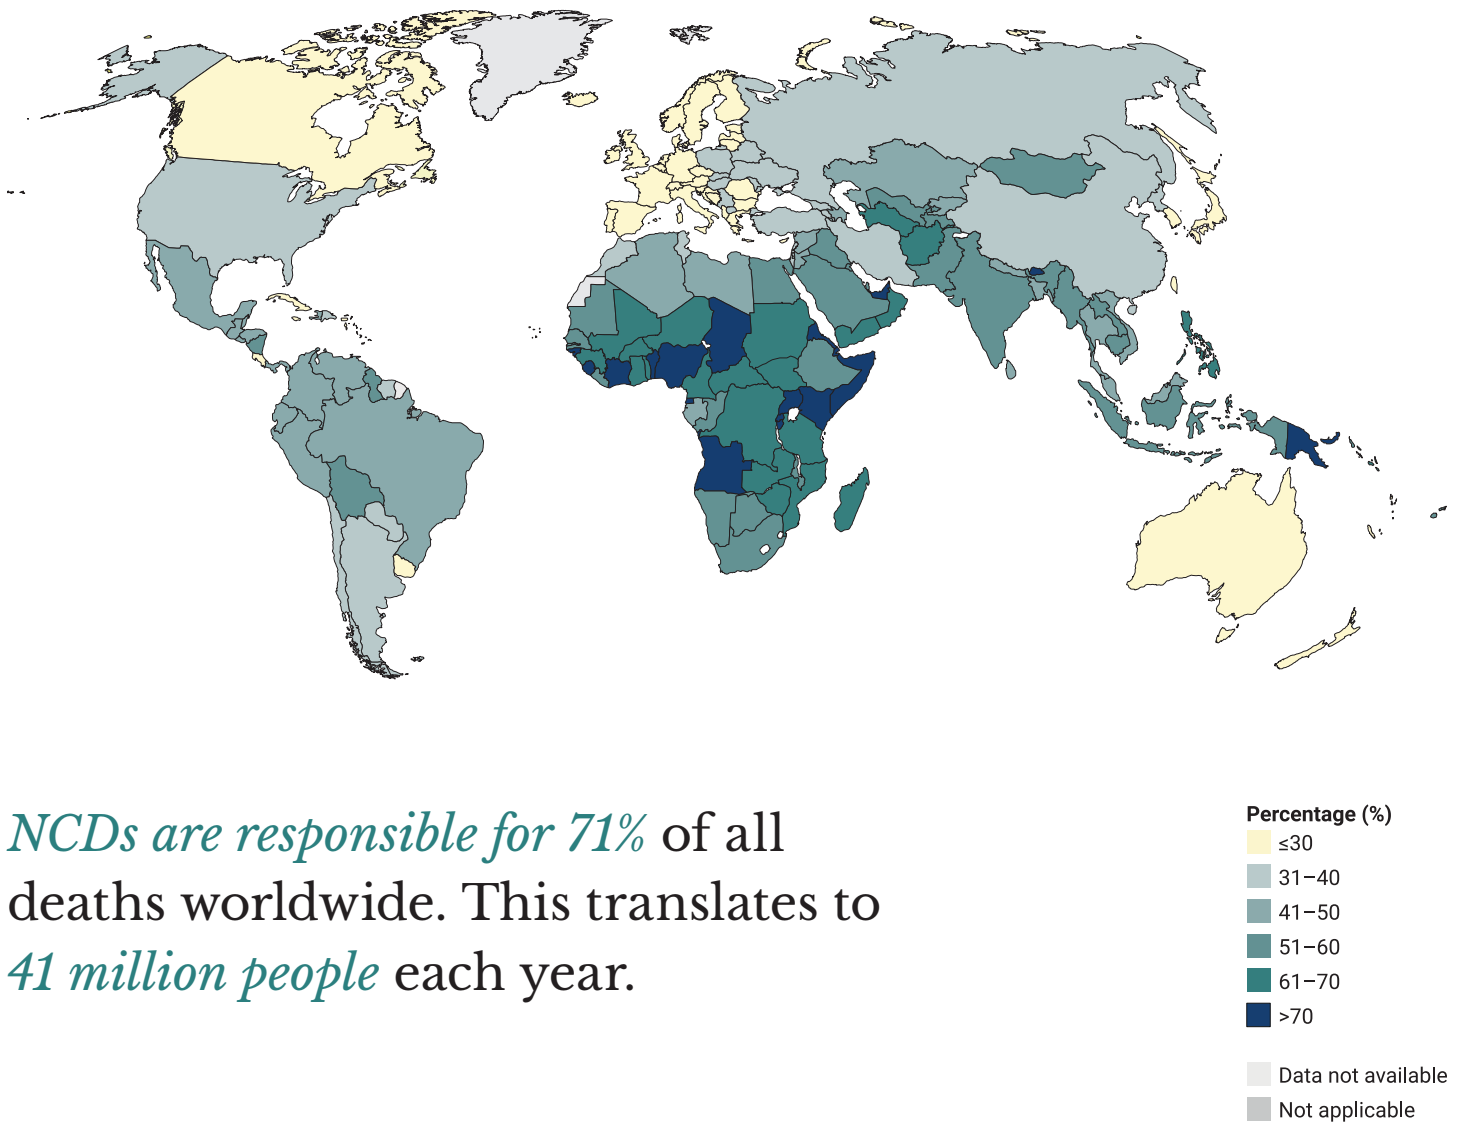 NCDs are responsible for 71% of all
deaths worldwide. This translates to
41 million people each year.
Percentage (%)
≤30
31–40
41–50
51–60
61–70
>70
Data not available
Not applicable